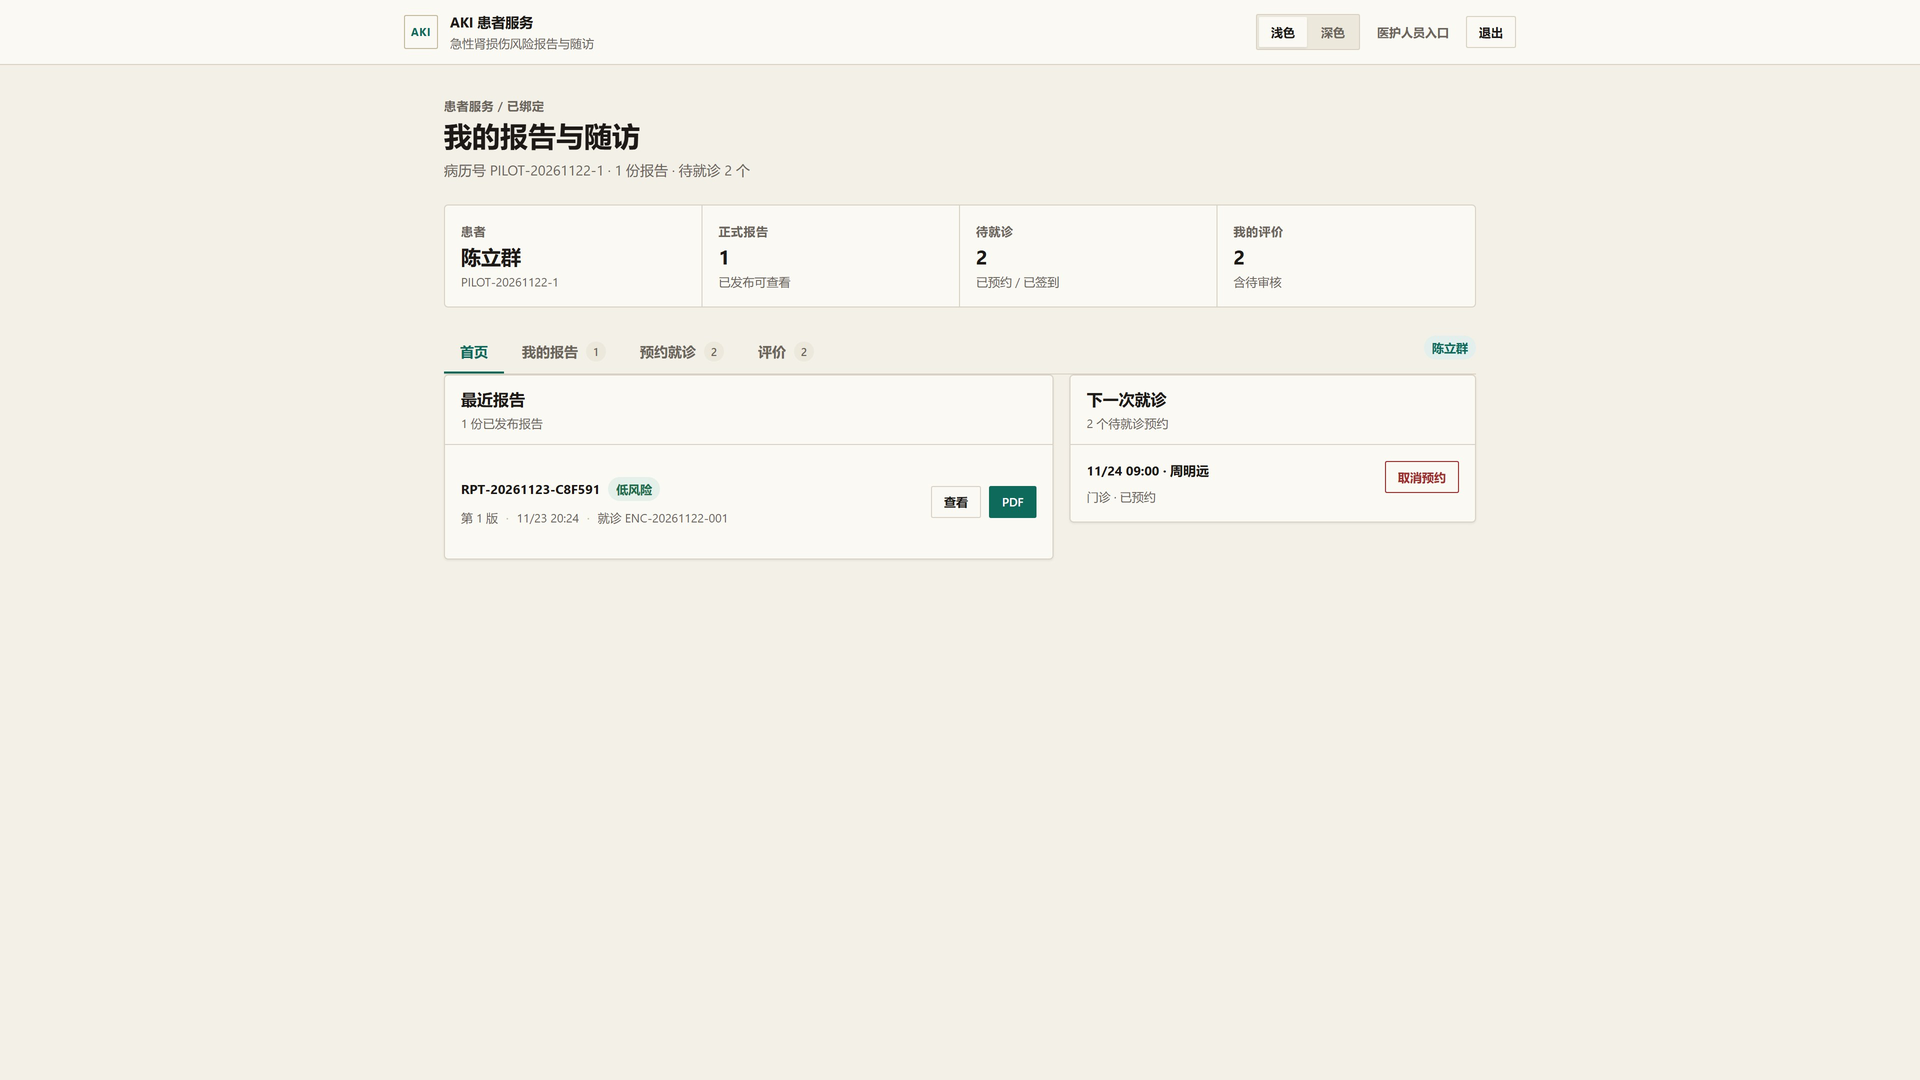 AKI
AKI 患者服务
急性肾损伤风险报告与随访
浅色
深色
医护人员入口
退出
患者服务 / 已绑定
我的报告与随访
病历号 PILOT-20261122-1 · 1 份报告 · 待就诊 2 个
患者
陈立群
PILOT-20261122-1
正式报告
1
已发布可查看
待就诊
2
已预约 / 已签到
我的评价
2
含待审核
首页
我的报告 1
预约就诊 2
评价 2
陈立群
最近报告
1 份已发布报告
RPT-20261123-C8F591 低风险
第 1 版 · 11/23 20:24 · 就诊 ENC-20261122-001
查看
PDF
下一次就诊
2 个待就诊预约
11/24 09:00 · 周明远
门诊 · 已预约
取消预约